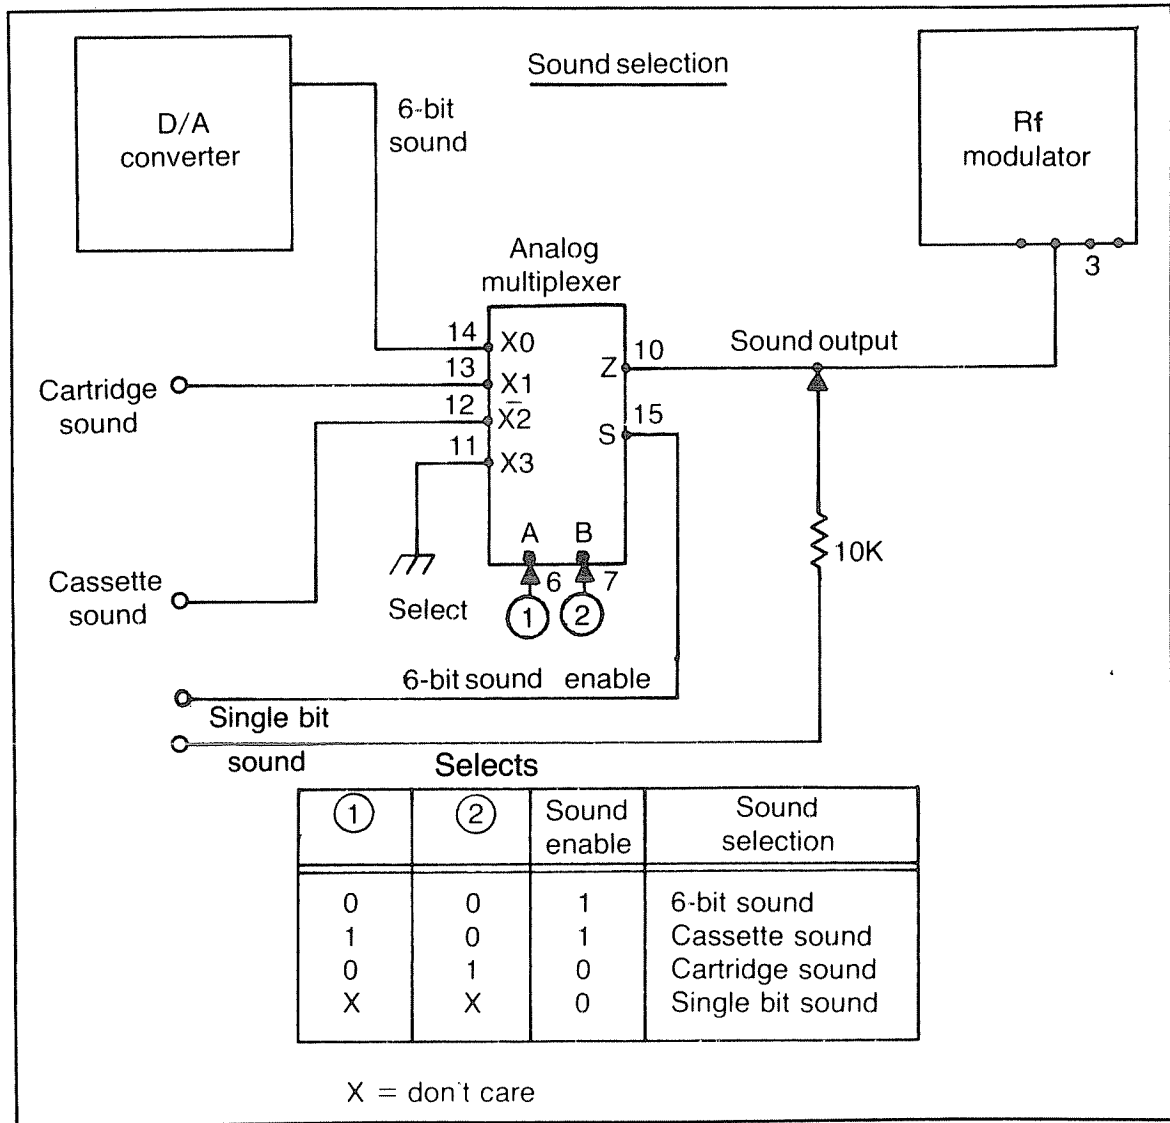 Sound selection
D/A
converter
6-bit
sound
Rf
modulator
3
Analog
multiplexer
14 X0
13 X1
12 X̅2
11 X3
Z 10
S 15
Sound output
Cartridge
sound
Cassette
sound
A B
6 7
Select
1 2
10K
6-bit sound enable
Single bit
sound
Selects
1 2 Sound enable Sound selection
0 0 1 6-bit sound
1 0 1 Cassette sound
0 1 0 Cartridge sound
X X 0 Single bit sound
X = don't care